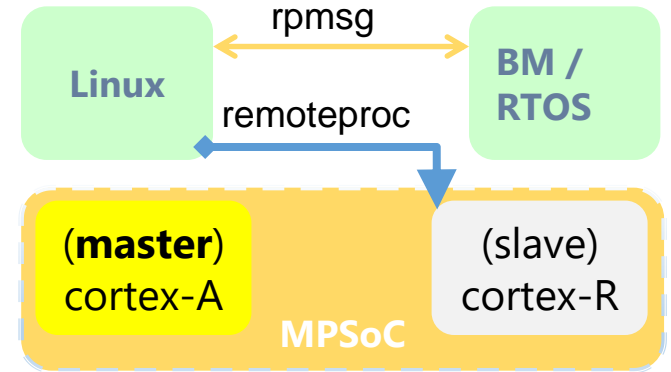 rpmsg
Linux
BM /
RTOS
remoteproc
(master)
cortex-A
(slave)
cortex-R
MPSoC